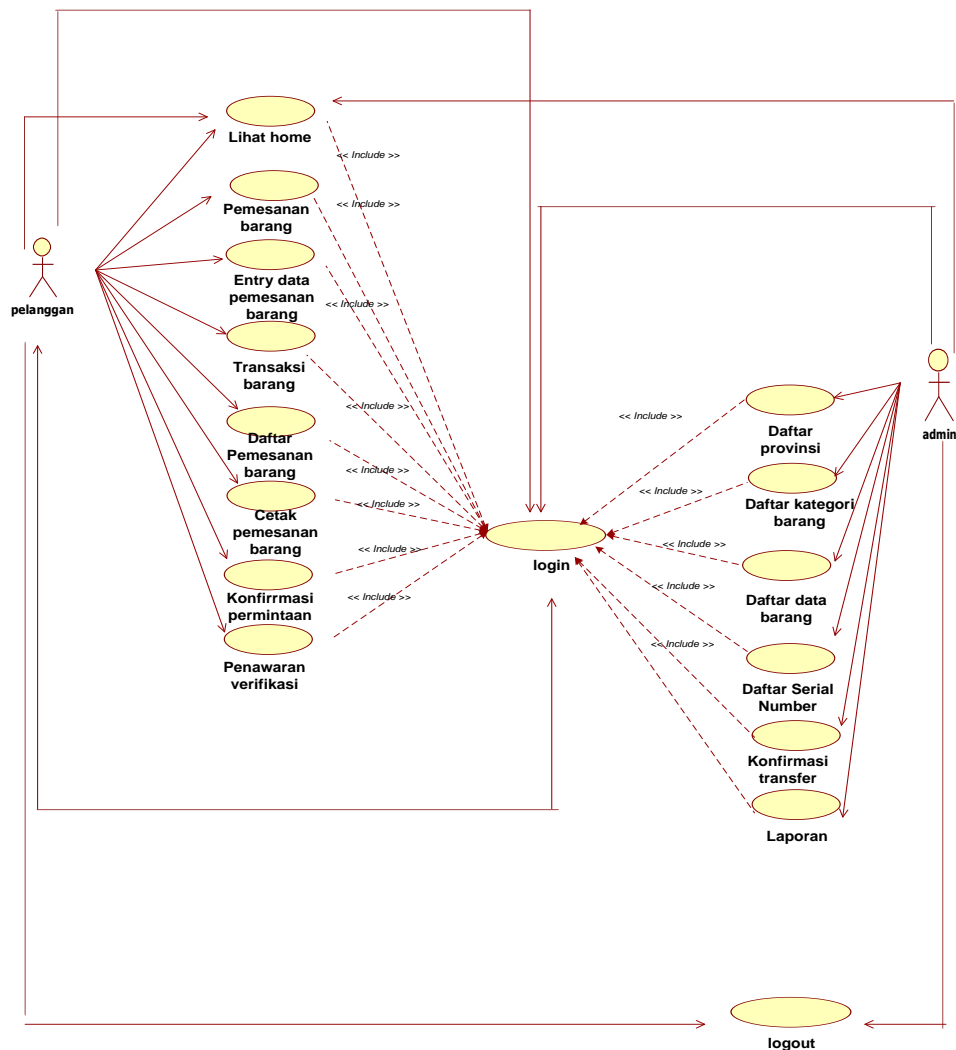 Lihat home
<< Include >>
Pemesanan
barang
<< Include >>
pelanggan
Entry data
pemesanan
barang
<< Include >>
Transaksi
barang
<< Include >>
Daftar
Pemesanan
barang
<< Include >>
Cetak
pemesanan
barang
<< Include >>
Konfirrmasi
permintaan
<< Include >>
Penawaran
verifikasi
<< Include >>
login
admin
<< Include >>
Daftar
provinsi
<< Include >>
Daftar kategori
barang
<< Include >>
Daftar data
barang
<< Include >>
Daftar Serial
Number
<< Include >>
Konfirmasi
transfer
Laporan
logout